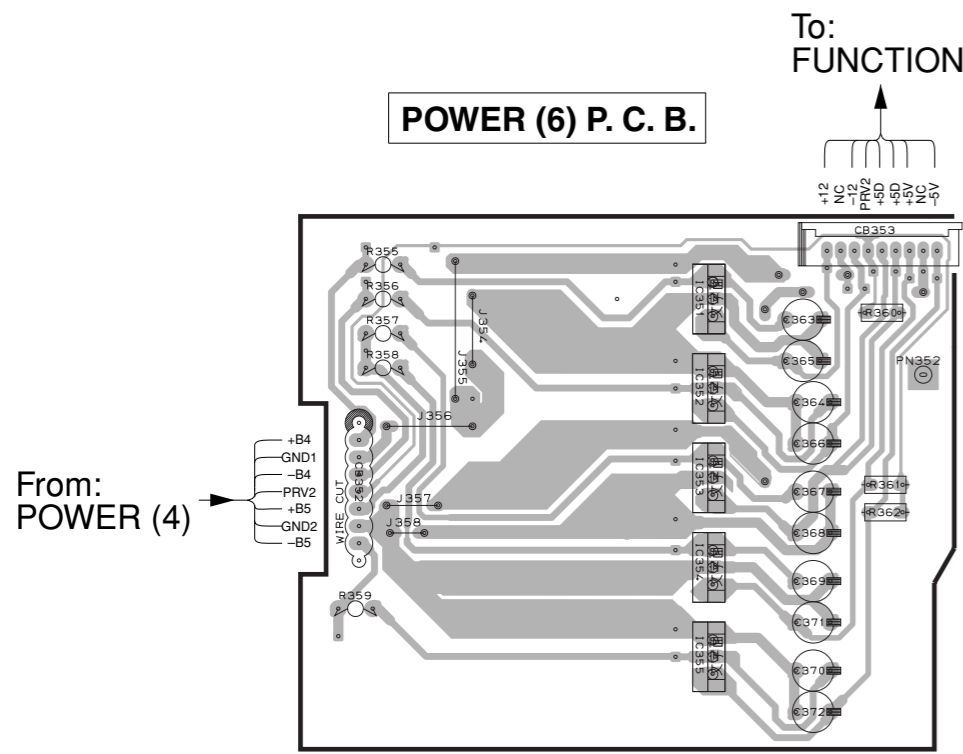 To:
FUNCTION
POWER (6) P. C. B.
+12
NC
–12
PRV2
+5D
+5D
+5V
NC
–5V
CB353
R355
R356
R357
R358
J354
J355
J356
IC351
C363
R360
C365
PN352
IC352
C364
C366
+B4
GND1
–B4
PRV2
+B5
GND2
–B5
From:
POWER (4)
WIRE CUT
CB352
J357
J358
IC353
C367
R361
R362
C368
IC354
C369
C371
R359
IC355
C370
C372